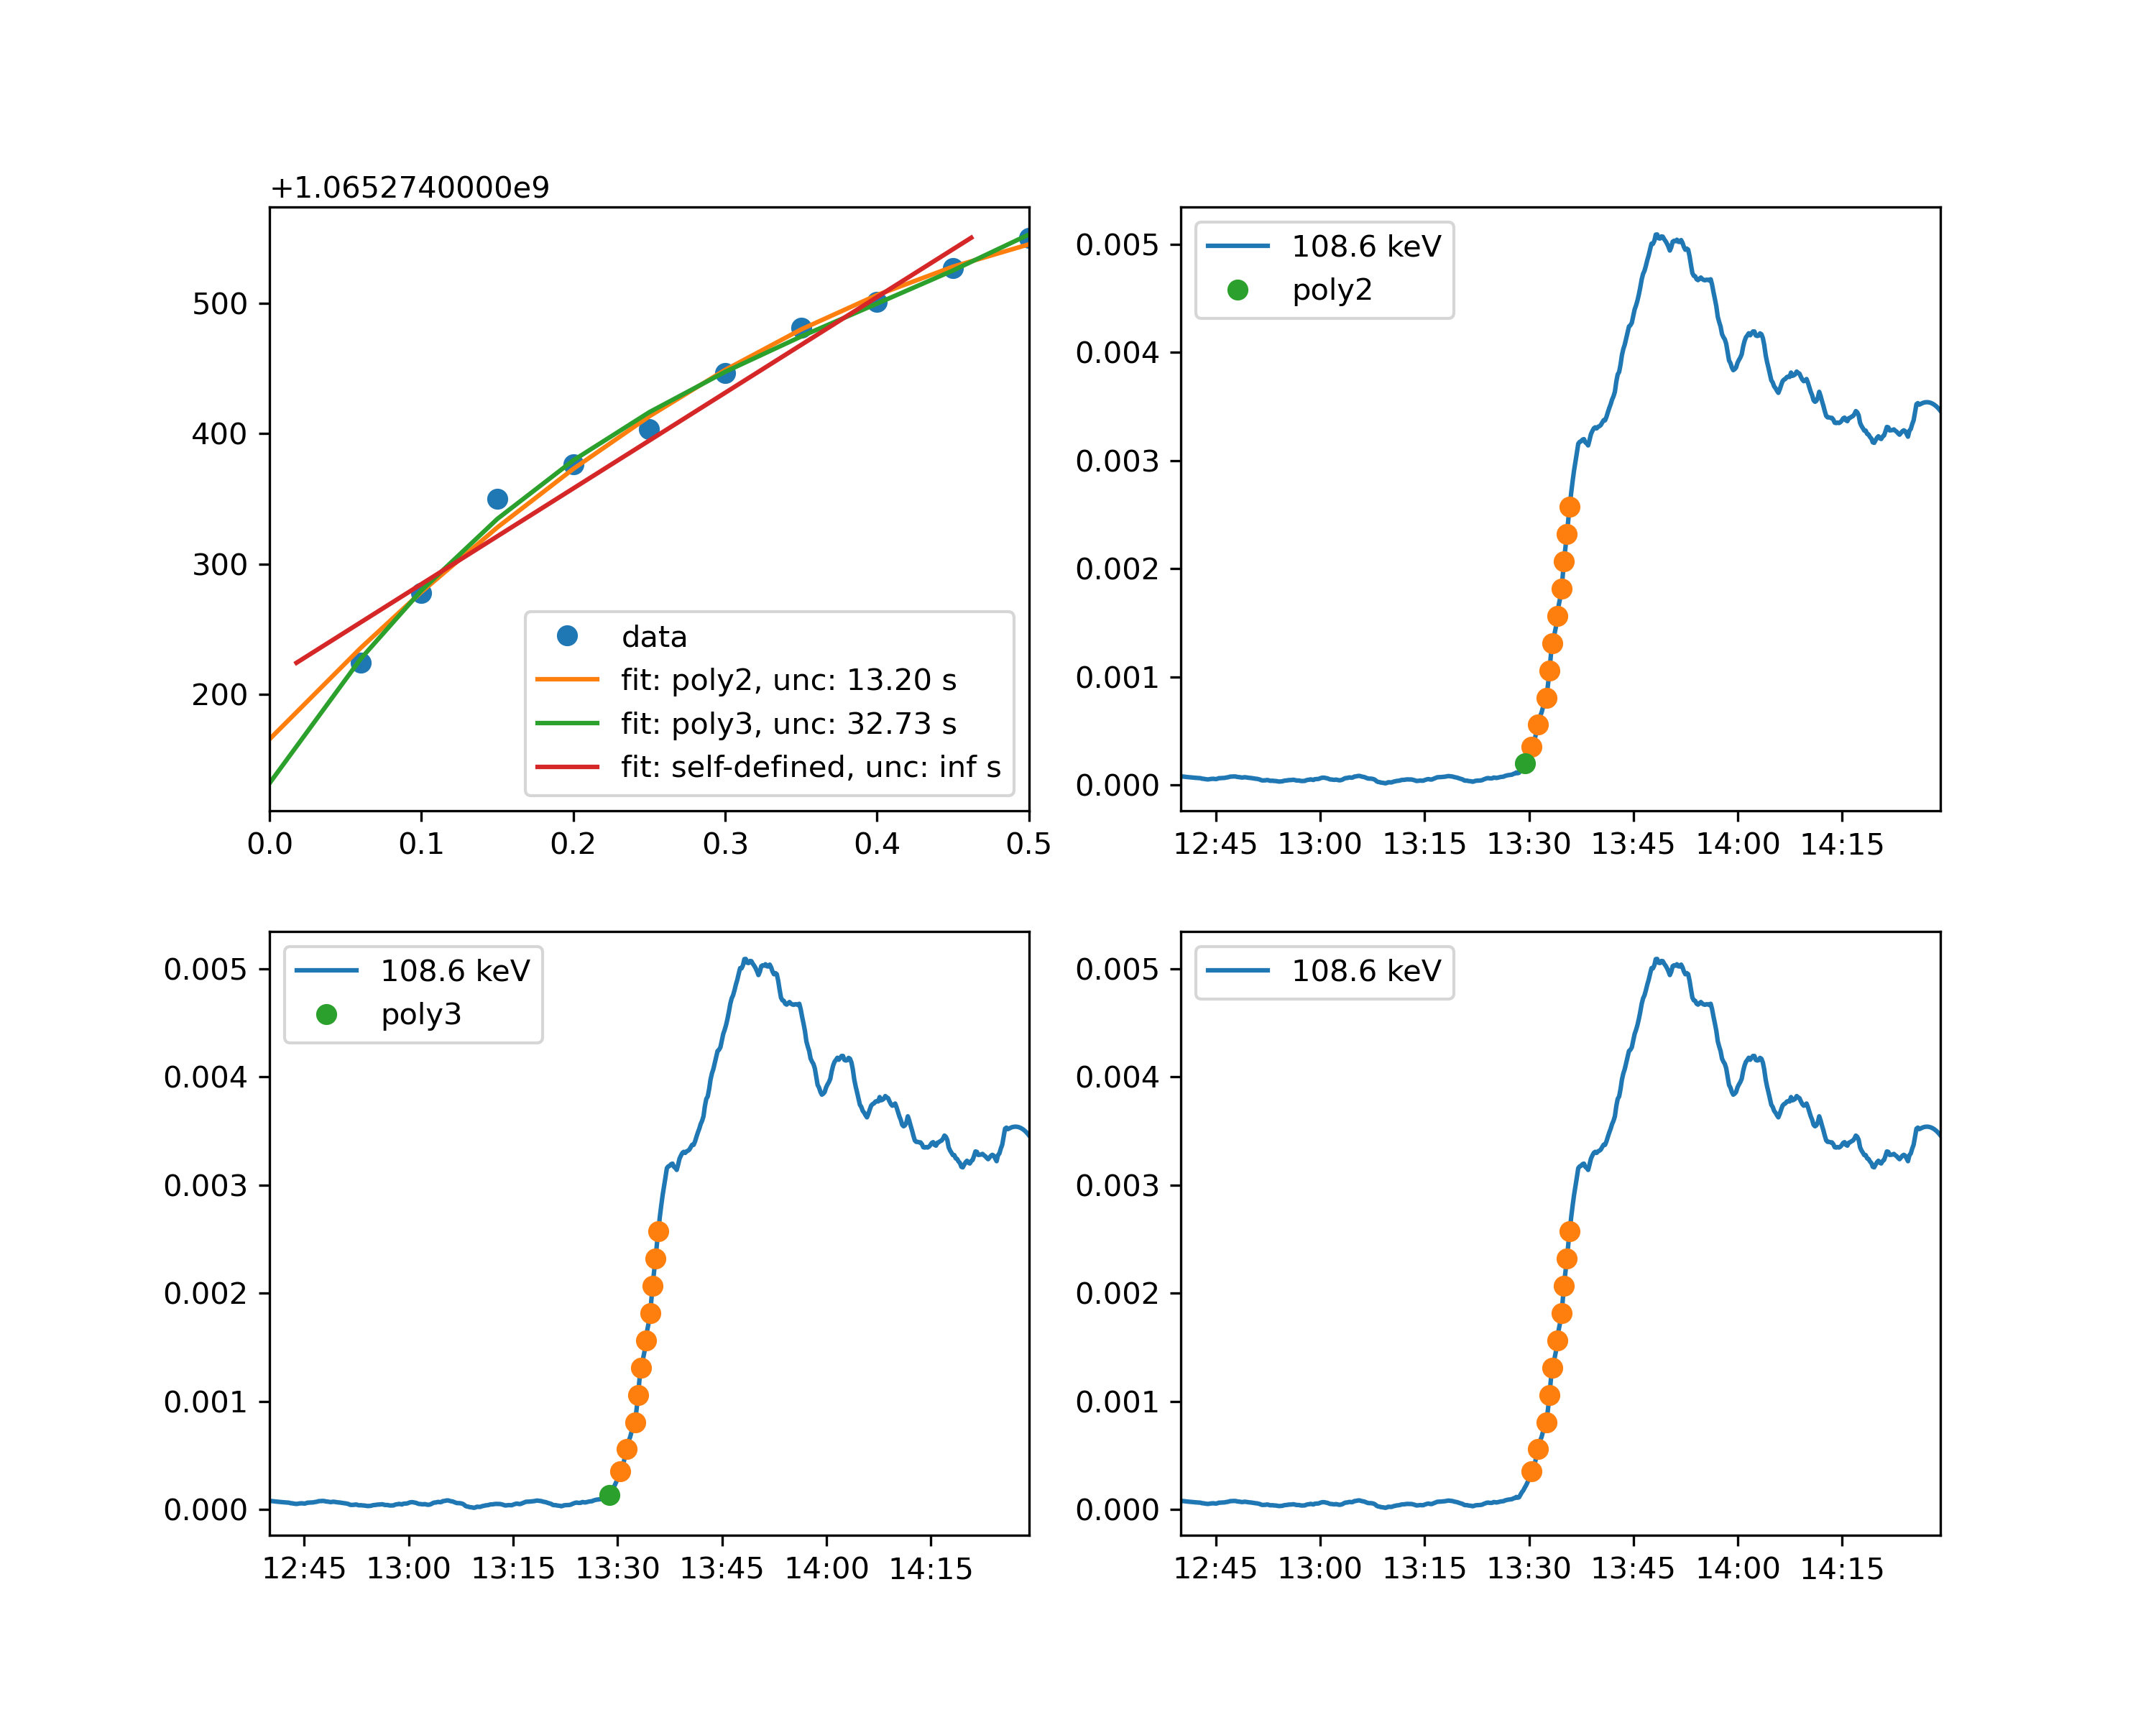 +1.0652740000e9
500
400
300
200
0.0 0.1 0.2 0.3 0.4 0.5
data
fit: poly2, unc: 13.20 s
fit: poly3, unc: 32.73 s
fit: self-defined, unc: inf s
0.005
0.004
0.003
0.002
0.001
0.000
12:45 13:00 13:15 13:30 13:45 14:00 14:15
108.6 keV
poly2
0.005
0.004
0.003
0.002
0.001
0.000
12:45 13:00 13:15 13:30 13:45 14:00 14:15
108.6 keV
poly3
0.005
0.004
0.003
0.002
0.001
0.000
12:45 13:00 13:15 13:30 13:45 14:00 14:15
108.6 keV